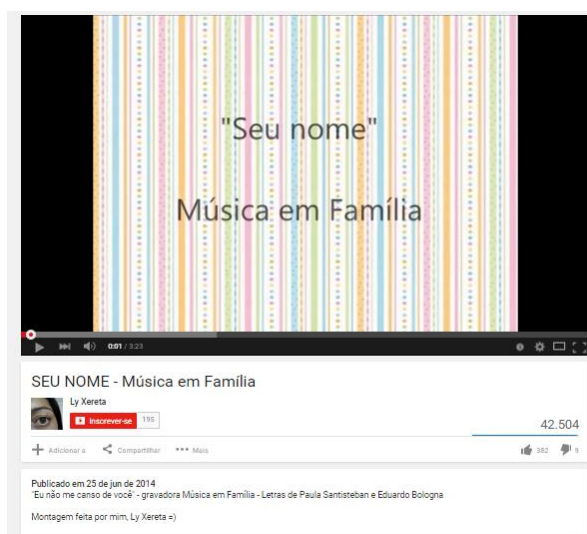 "Seu nome"
Música em Família
0:01 / 3:23
SEU NOME - Música em Família
Ly Xereta
Inscrever-se 195
42.504
Adicionar a Compartilhar Mais 382 9
Publicado em 25 de jun de 2014
"Eu não me canso de você" - gravadora Música em Família - Letras de Paula Santisteban e Eduardo Bologna
Montagem feita por mim, Ly Xereta =)